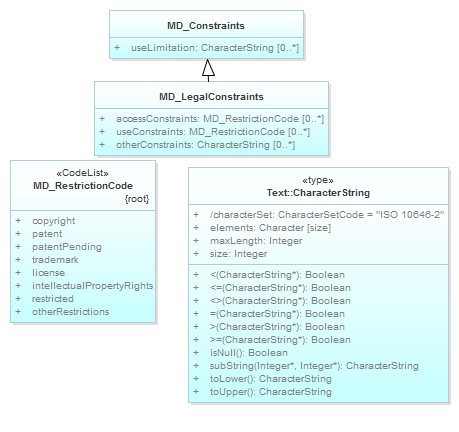 MD_Constraints
+ useLimitation: CharacterString [0..*]
MD_LegalConstraints
+ accessConstraints: MD_RestrictionCode [0..*]
+ useConstraints: MD_RestrictionCode [0..*]
+ otherConstraints: CharacterString [0..*]
«CodeList»
MD_RestrictionCode
{root}
+ copyright
+ patent
+ patentPending
+ trademark
+ license
+ intellectualPropertyRights
+ restricted
+ otherRestrictions
«type»
Text::CharacterString
+ /characterSet: CharacterSetCode = "ISO 10646-2"
+ elements: Character [size]
+ maxLength: Integer
+ size: Integer
+ <(CharacterString*): Boolean
+ <=(CharacterString*): Boolean
+ <>(CharacterString*): Boolean
+ =(CharacterString*): Boolean
+ >(CharacterString*): Boolean
+ >=(CharacterString*): Boolean
+ isNull(): Boolean
+ subString(Integer*, Integer*): CharacterString
+ toLower(): CharacterString
+ toUpper(): CharacterString